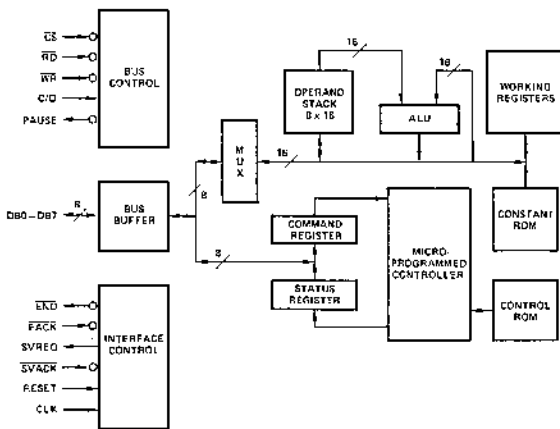 CS
RD
WR
C/D
PAUSE
BUS
CONTROL
DB0–DB7
8
BUS
BUFFER
END
EACK
SVREQ
SVACK
RESET
CLK
INTERFACE
CONTROL
MUX
8
8
16
16
OPERAND
STACK
8 x 16
16
ALU
WORKING
REGISTERS
CONSTANT
ROM
COMMAND
REGISTER
STATUS
REGISTER
MICRO-
PROGRAMMED
CONTROLLER
CONTROL
ROM